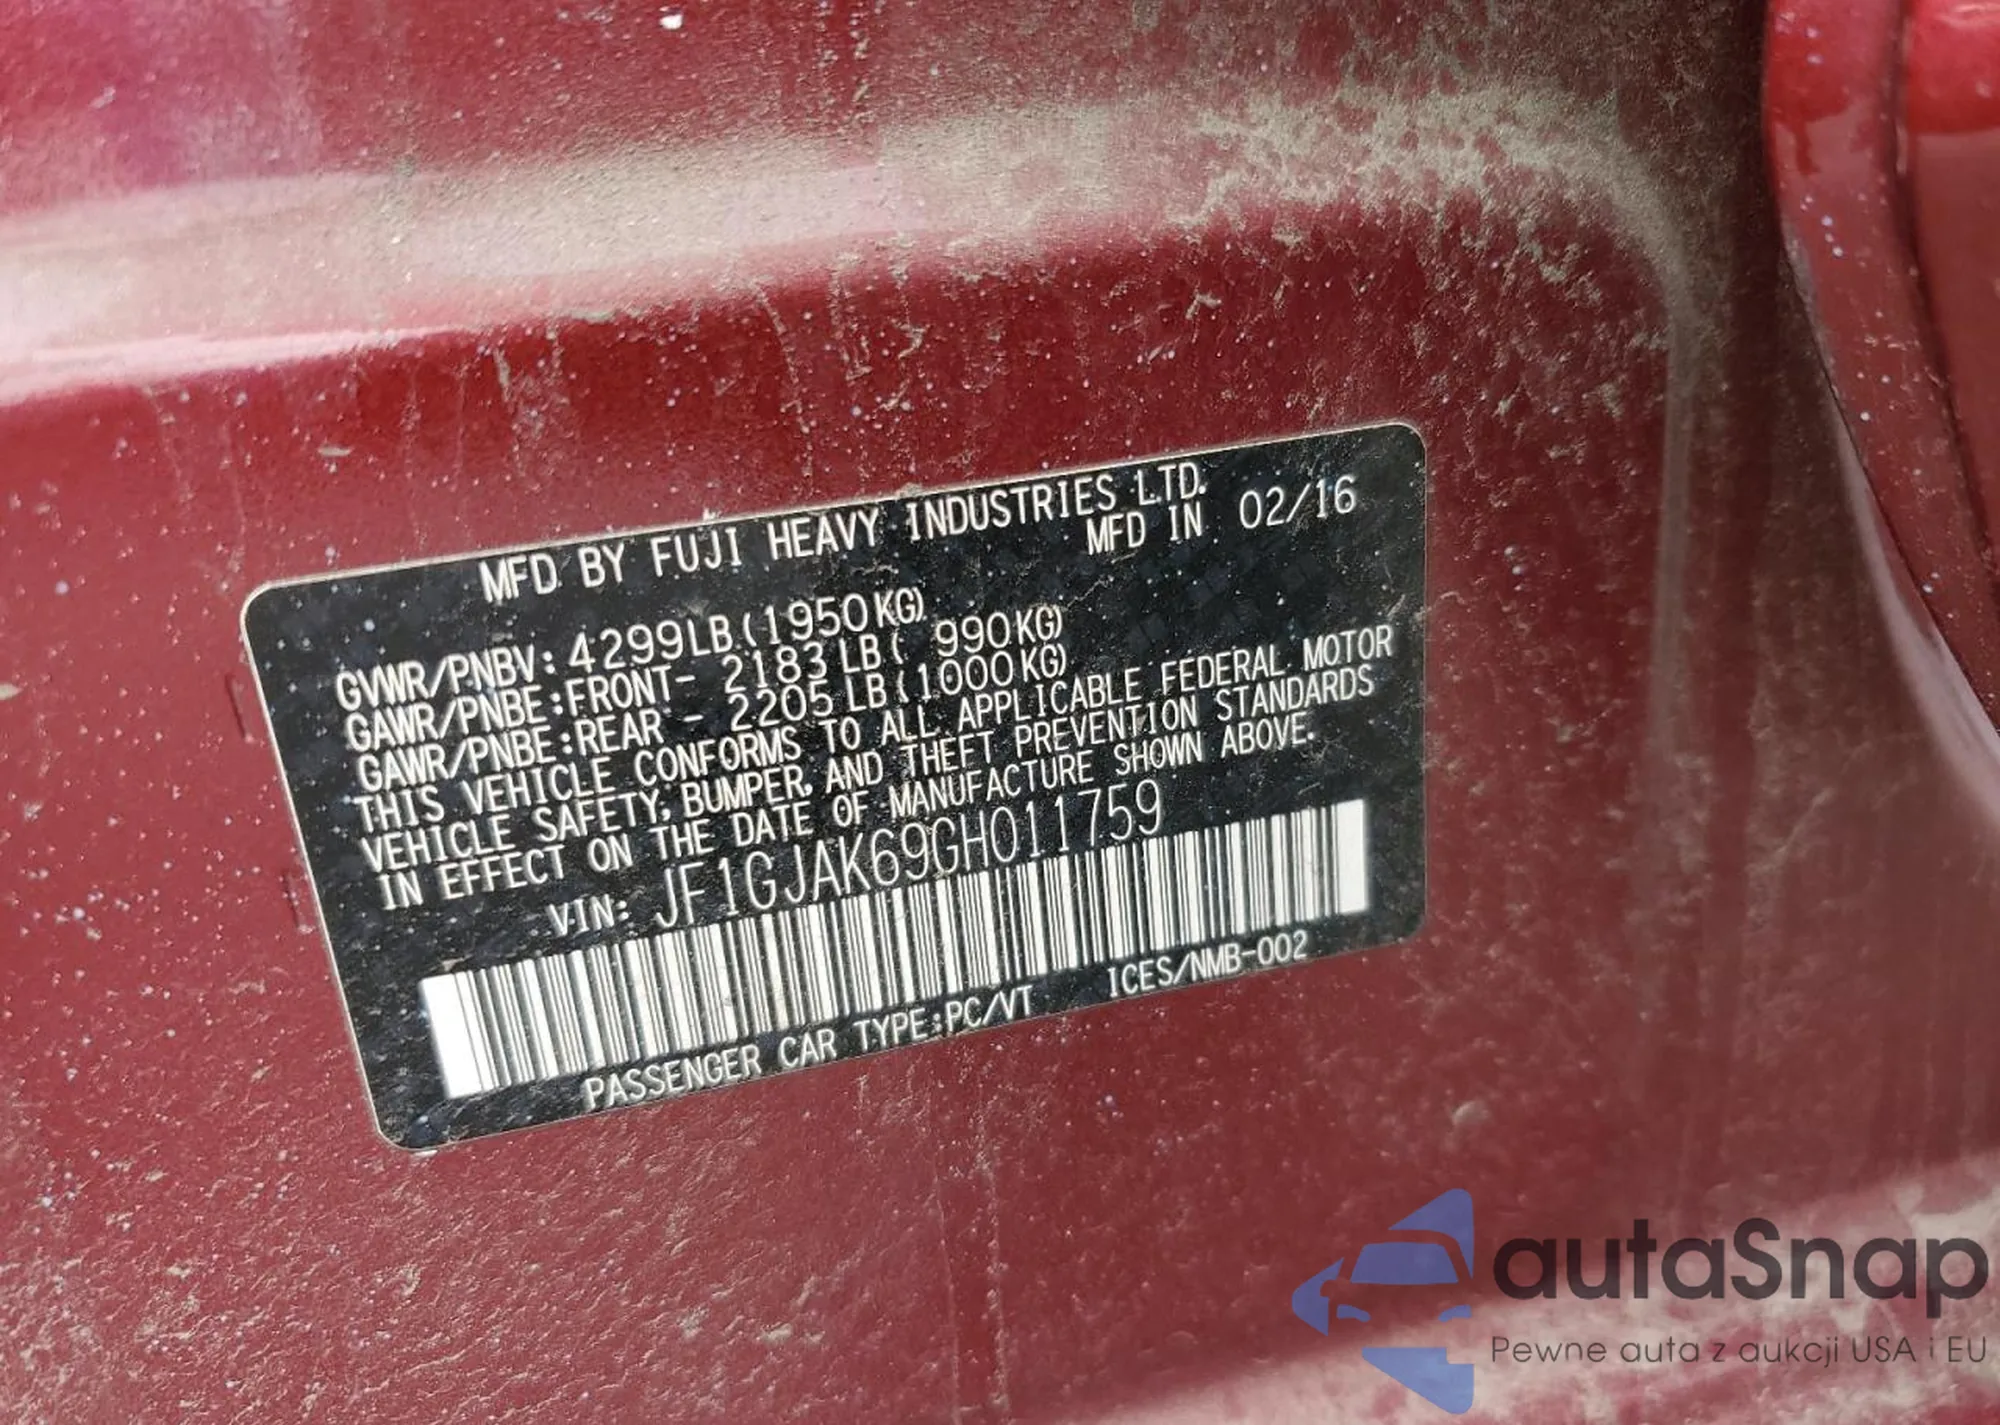 MFD BY FUJI HEAVY INDUSTRIES LTD.
MFD IN 02/16
GVWR/PNBV: 4299LB(1950KG)
GAWR/PNBE:FRONT- 2183LB( 990KG)
GAWR/PNBE:REAR - 2205LB(1000KG)
THIS VEHICLE CONFORMS TO ALL APPLICABLE FEDERAL MOTOR
VEHICLE SAFETY, BUMPER, AND THEFT PREVENTION STANDARDS
IN EFFECT ON THE DATE OF MANUFACTURE SHOWN ABOVE.
VIN: JF1GJAK69GH011759
PASSENGER CAR TYPE:PC/VT ICES/NMB-002
autaSnap
Pewne auta z aukcji USA i EU